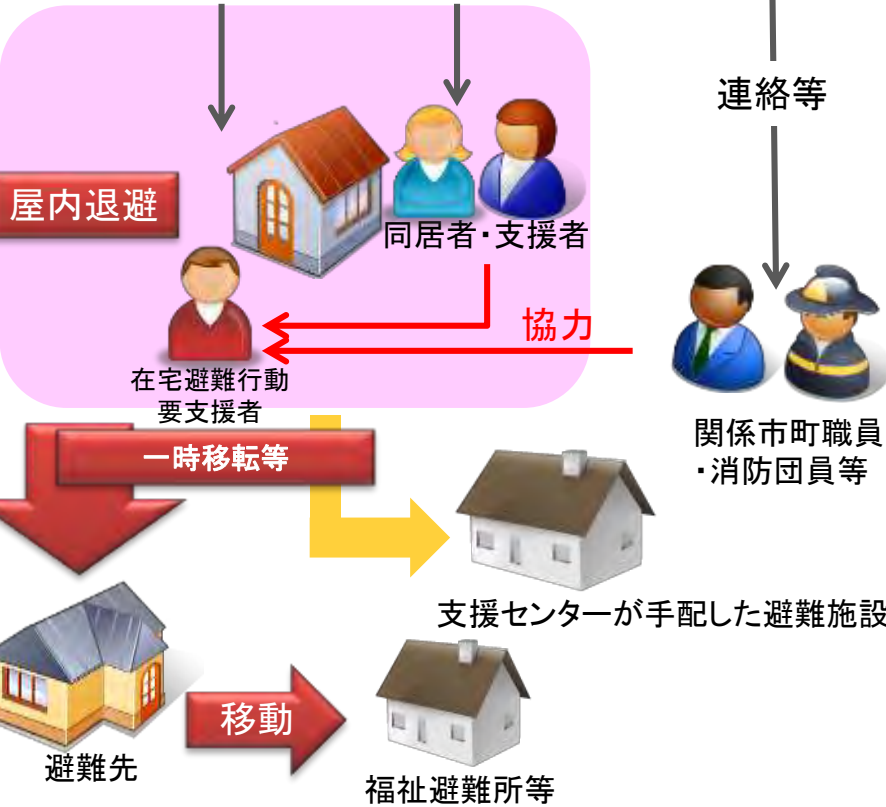 連絡等
屋内退避
同居者・支援者
協力
在宅避難行動
要支援者
一時移転等
関係市町職員
・消防団員等
支援センターが手配した避難施設
移動
避難先
福祉避難所等